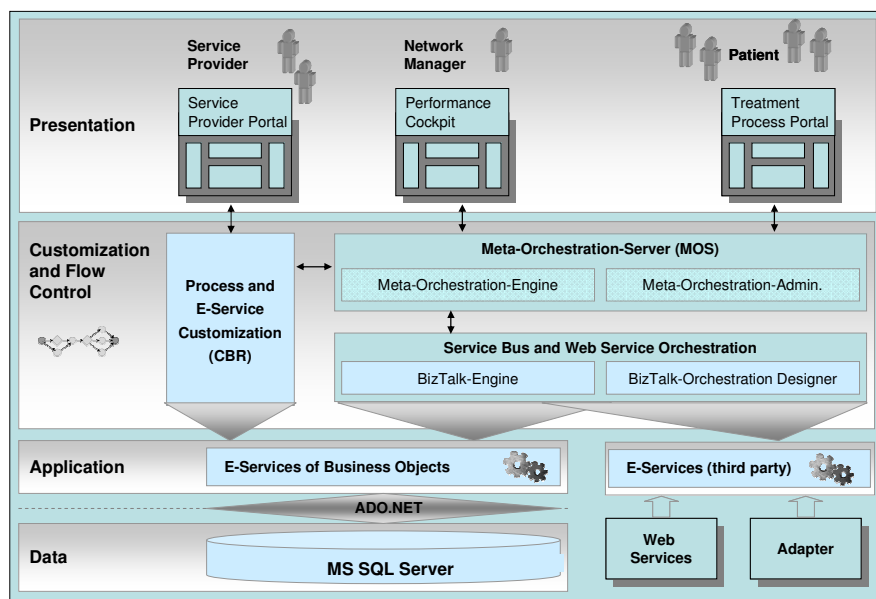 Service
Provider
Network
Manager
Patient
Presentation
Service
Provider Portal
Performance
Cockpit
Treatment
Process Portal
Customization
and Flow
Control
Process and
E-Service
Customization
(CBR)
Meta-Orchestration-Server (MOS)
Meta-Orchestration-Engine
Meta-Orchestration-Admin.
Service Bus and Web Service Orchestration
BizTalk-Engine
BizTalk-Orchestration Designer
Application
E-Services of Business Objects
E-Services (third party)
ADO.NET
Data
MS SQL Server
Web
Services
Adapter